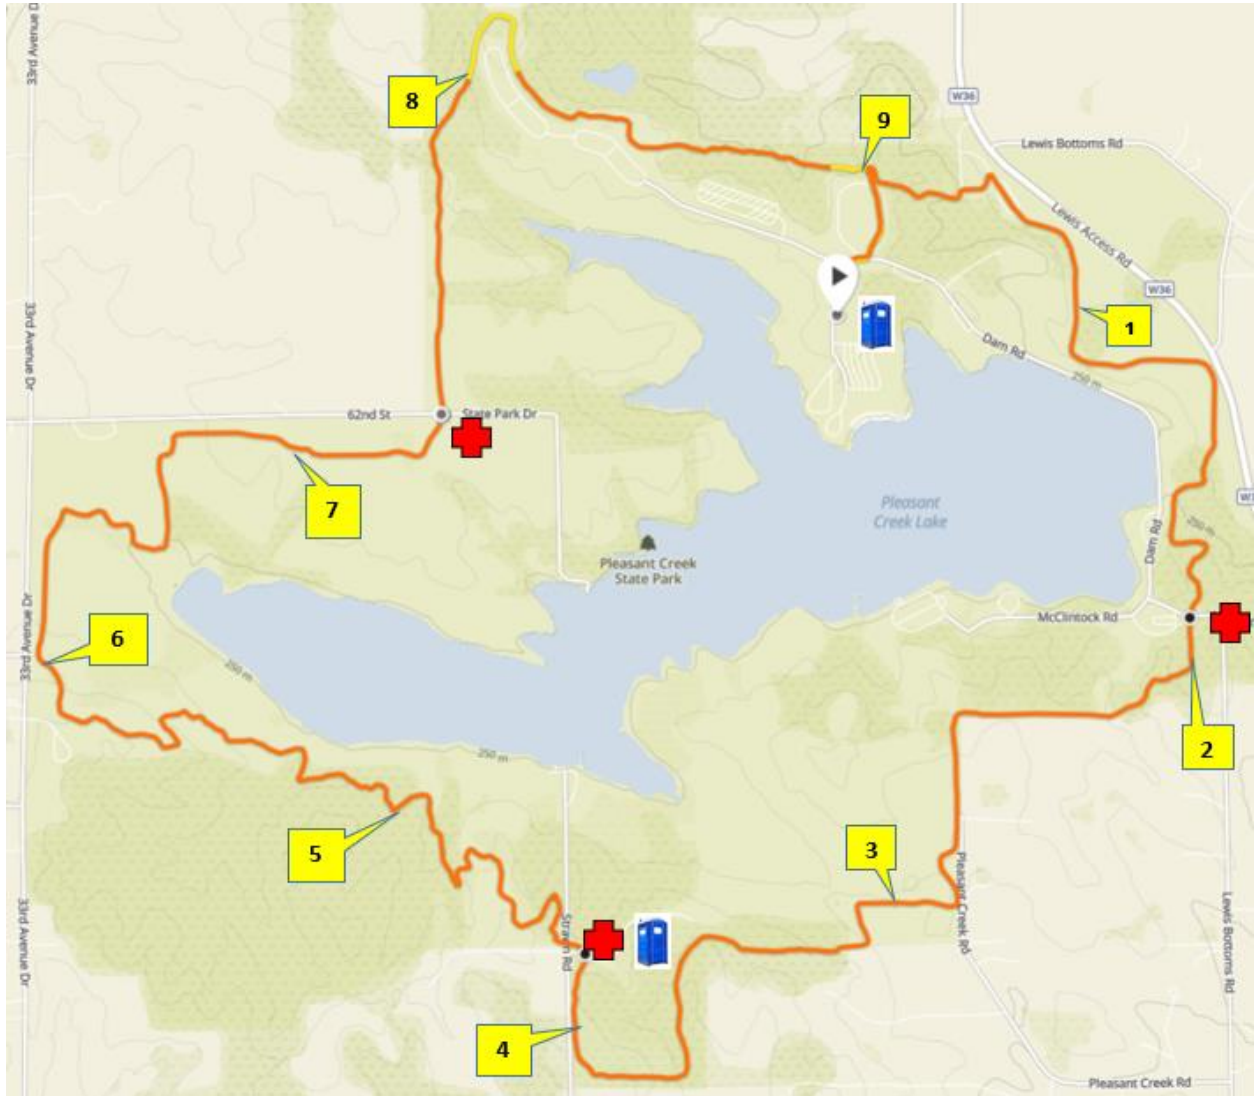 33rd Avenue D
8
W36
9
Lewis Bottoms Rd
Lewis Access Rd
W36
1
33rd Avenue Dr
Dam Rd
250 m
62nd St
State Park Dr
7
Pleasant
Creek Lake
250 m
Dam Rd
Pleasant Creek
State Park
McClintock Rd
33rd Avenue Dr
6
250 m
2
250 m
5
3
Pleasant Creek Rd
Strawn Rd
33rd Avenue Dr
Lewis Bottoms Rd
4
Pleasant Creek Rd